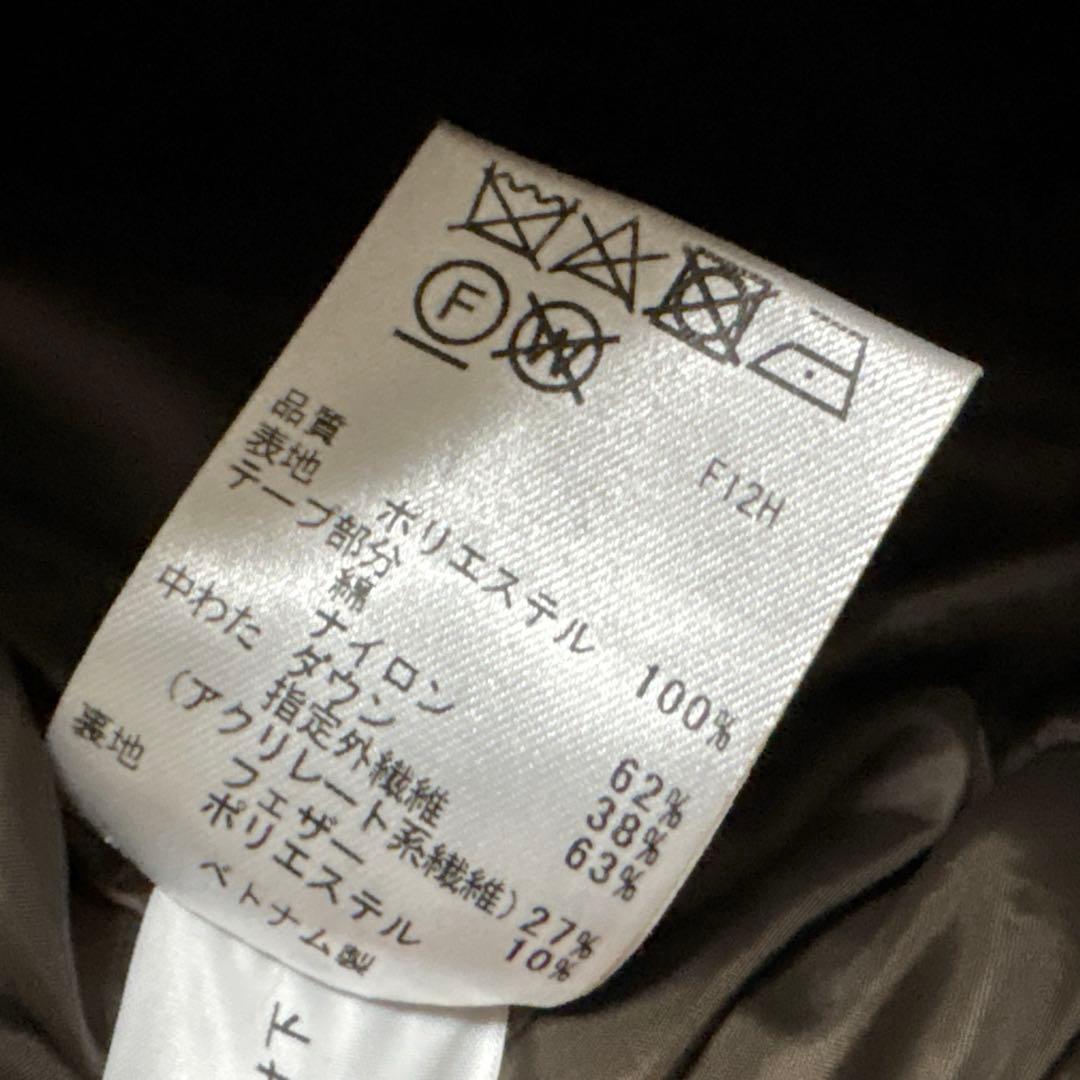 F W
F12H
品質
表地 ポリエステル 100%
テープ部分
綿 62%
ナイロン 38%
中わた ダウン 63%
指定外繊維
(アクリレート系繊維) 27%
フェザー 10%
裏地 ポリエステル
ベトナム製